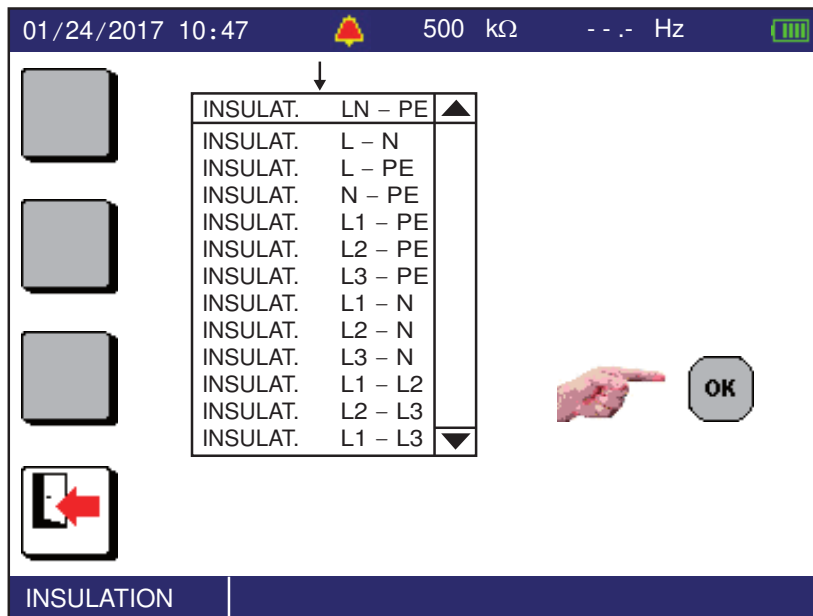 01/24/2017 10:47 500 kΩ - - .- Hz
INSULAT. LN – PE
INSULAT. L – N
INSULAT. L – PE
INSULAT. N – PE
INSULAT. L1 – PE
INSULAT. L2 – PE
INSULAT. L3 – PE
INSULAT. L1 – N
INSULAT. L2 – N
INSULAT. L3 – N
INSULAT. L1 – L2
INSULAT. L2 – L3
INSULAT. L1 – L3
OK
INSULATION